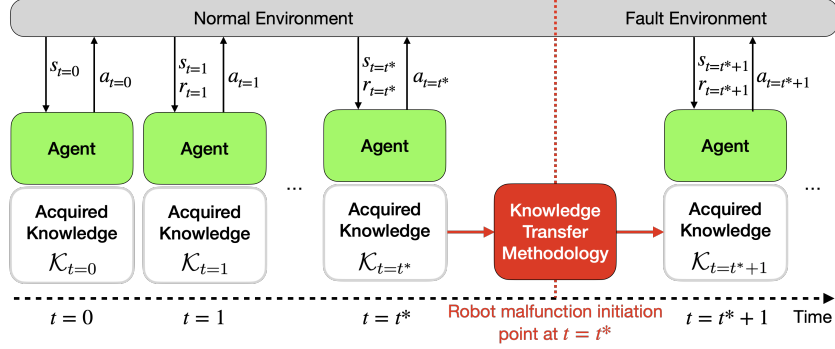 Normal Environment
Fault Environment
s_{t=0}
a_{t=0}
s_{t=1}
r_{t=1}
a_{t=1}
s_{t=t*}
r_{t=t*}
a_{t=t*}
s_{t=t*+1}
r_{t=t*+1}
a_{t=t*+1}
Agent
Agent
Agent
Agent
Acquired
Knowledge
𝒦_{t=0}
Acquired
Knowledge
𝒦_{t=1}
...
Acquired
Knowledge
𝒦_{t=t*}
Knowledge
Transfer
Methodology
Acquired
Knowledge
𝒦_{t=t*+1}
...
t = 0
t = 1
t = t*
Robot malfunction initiation
point at t = t*
t = t* + 1
Time